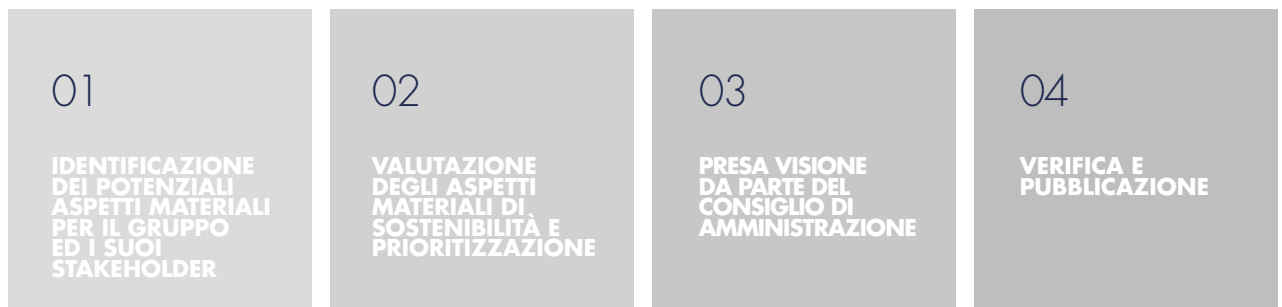 01
IDENTIFICAZIONE
DEI POTENZIALI
ASPETTI MATERIALI
PER IL GRUPPO
ED I SUOI
STAKEHOLDER
02
VALUTAZIONE
DEGLI ASPETTI
MATERIALI DI
SOSTENIBILITÀ E
PRIORITIZZAZIONE
03
PRESA VISIONE
DA PARTE DEL
CONSIGLIO DI
AMMINISTRAZIONE
04
VERIFICA E
PUBBLICAZIONE